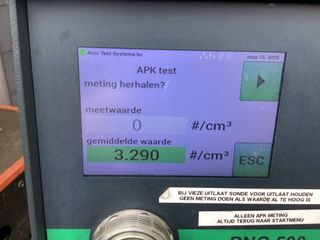 Arex Test Systems bv
may 15, 2025
APK test
meting herhalen?
meetwaarde
0 #/cm³
gemiddelde waarde
3.290 #/cm³
ESC
BIJ VIEZE UITLAAT SONDE VOOR UITLAAT HOUDEN
GEEN METING DOEN ALS WAARDE AL TE HOOG IS
ALLEEN APK METING
ALTIJD TERUG NAAR STARTMENU